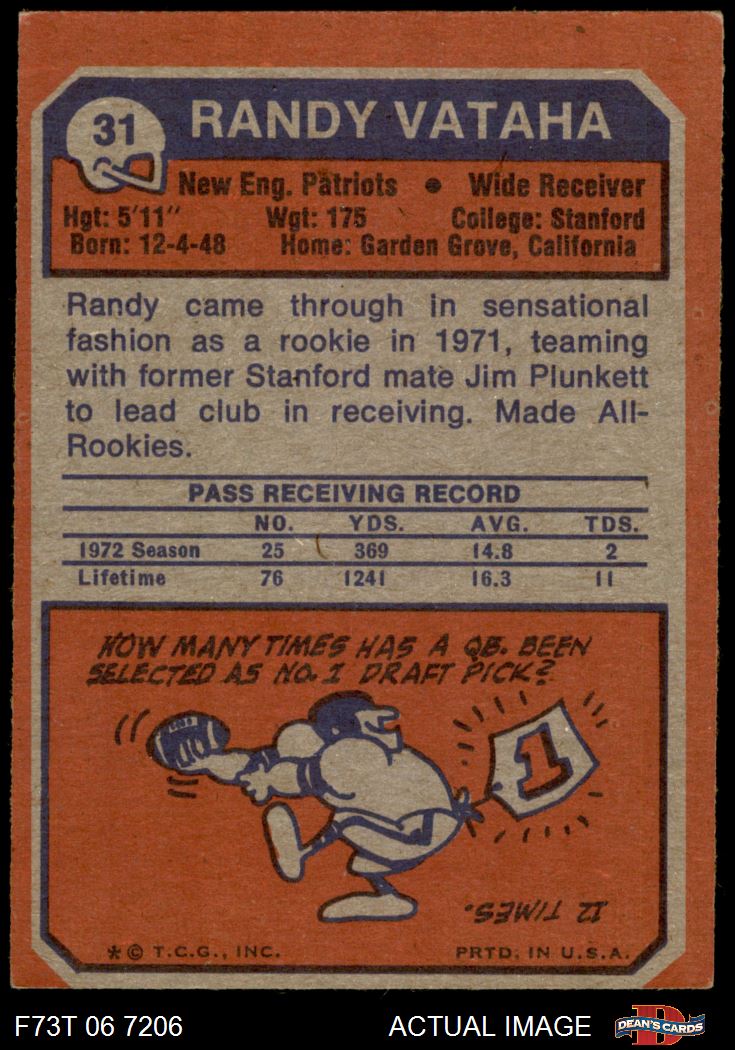 31
RANDY VATAHA
New Eng. Patriots • Wide Receiver
Hgt: 5'11" Wgt: 175 College: Stanford
Born: 12-4-48 Home: Garden Grove, California
Randy came through in sensational
fashion as a rookie in 1971, teaming
with former Stanford mate Jim Plunkett
to lead club in receiving. Made All-
Rookies.
PASS RECEIVING RECORD
NO. YDS. AVG. TDS.
1972 Season 25 369 14.8 2
Lifetime 76 1241 16.3 11
HOW MANY TIMES HAS A QB. BEEN
SELECTED AS NO. 1 DRAFT PICK?
1
12 TIMES.
* © T.C.G., INC. PRTD. IN U.S.A.
F73T 06 7206 ACTUAL IMAGE D DEAN'S CARDS